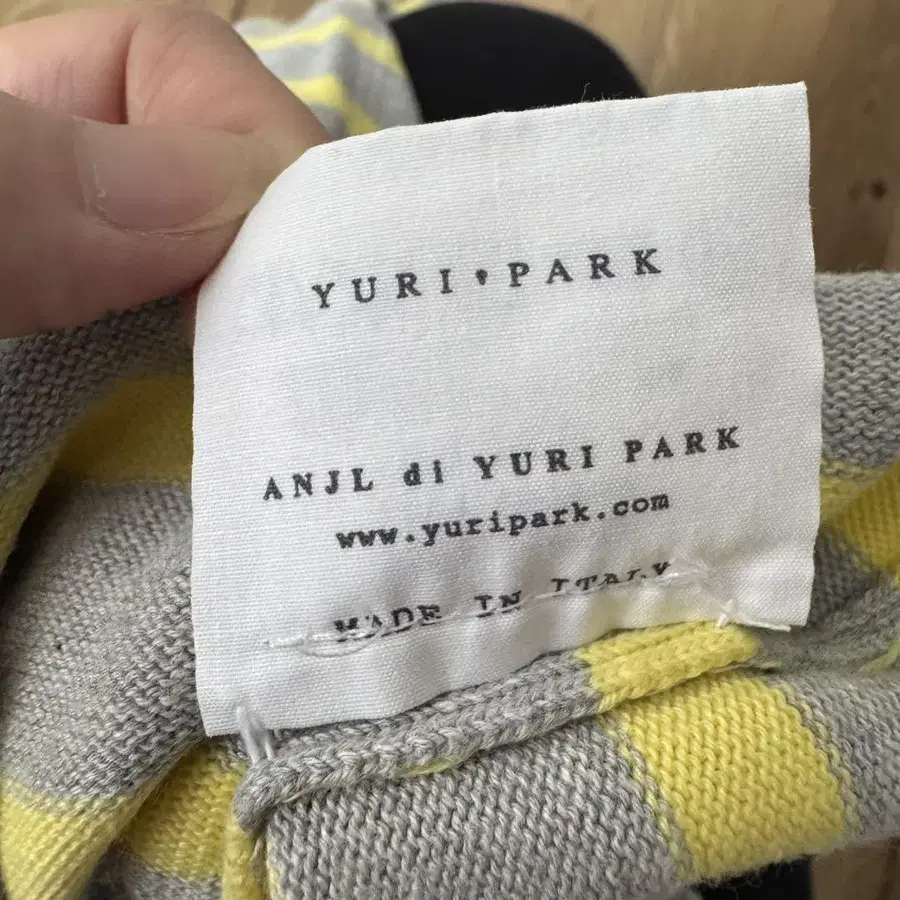 YURI PARK
ANJL di YURI PARK
www.yuripark.com
MADE IN ITALY